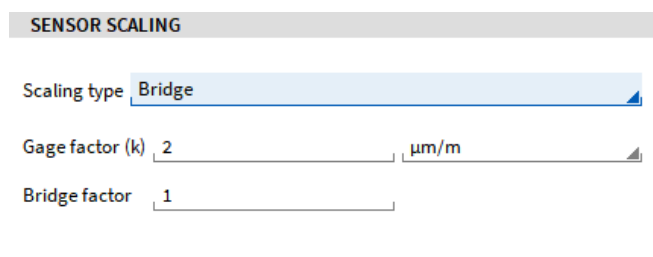 SENSOR SCALING
Scaling type Bridge
Gage factor (k) 2 µm/m
Bridge factor 1